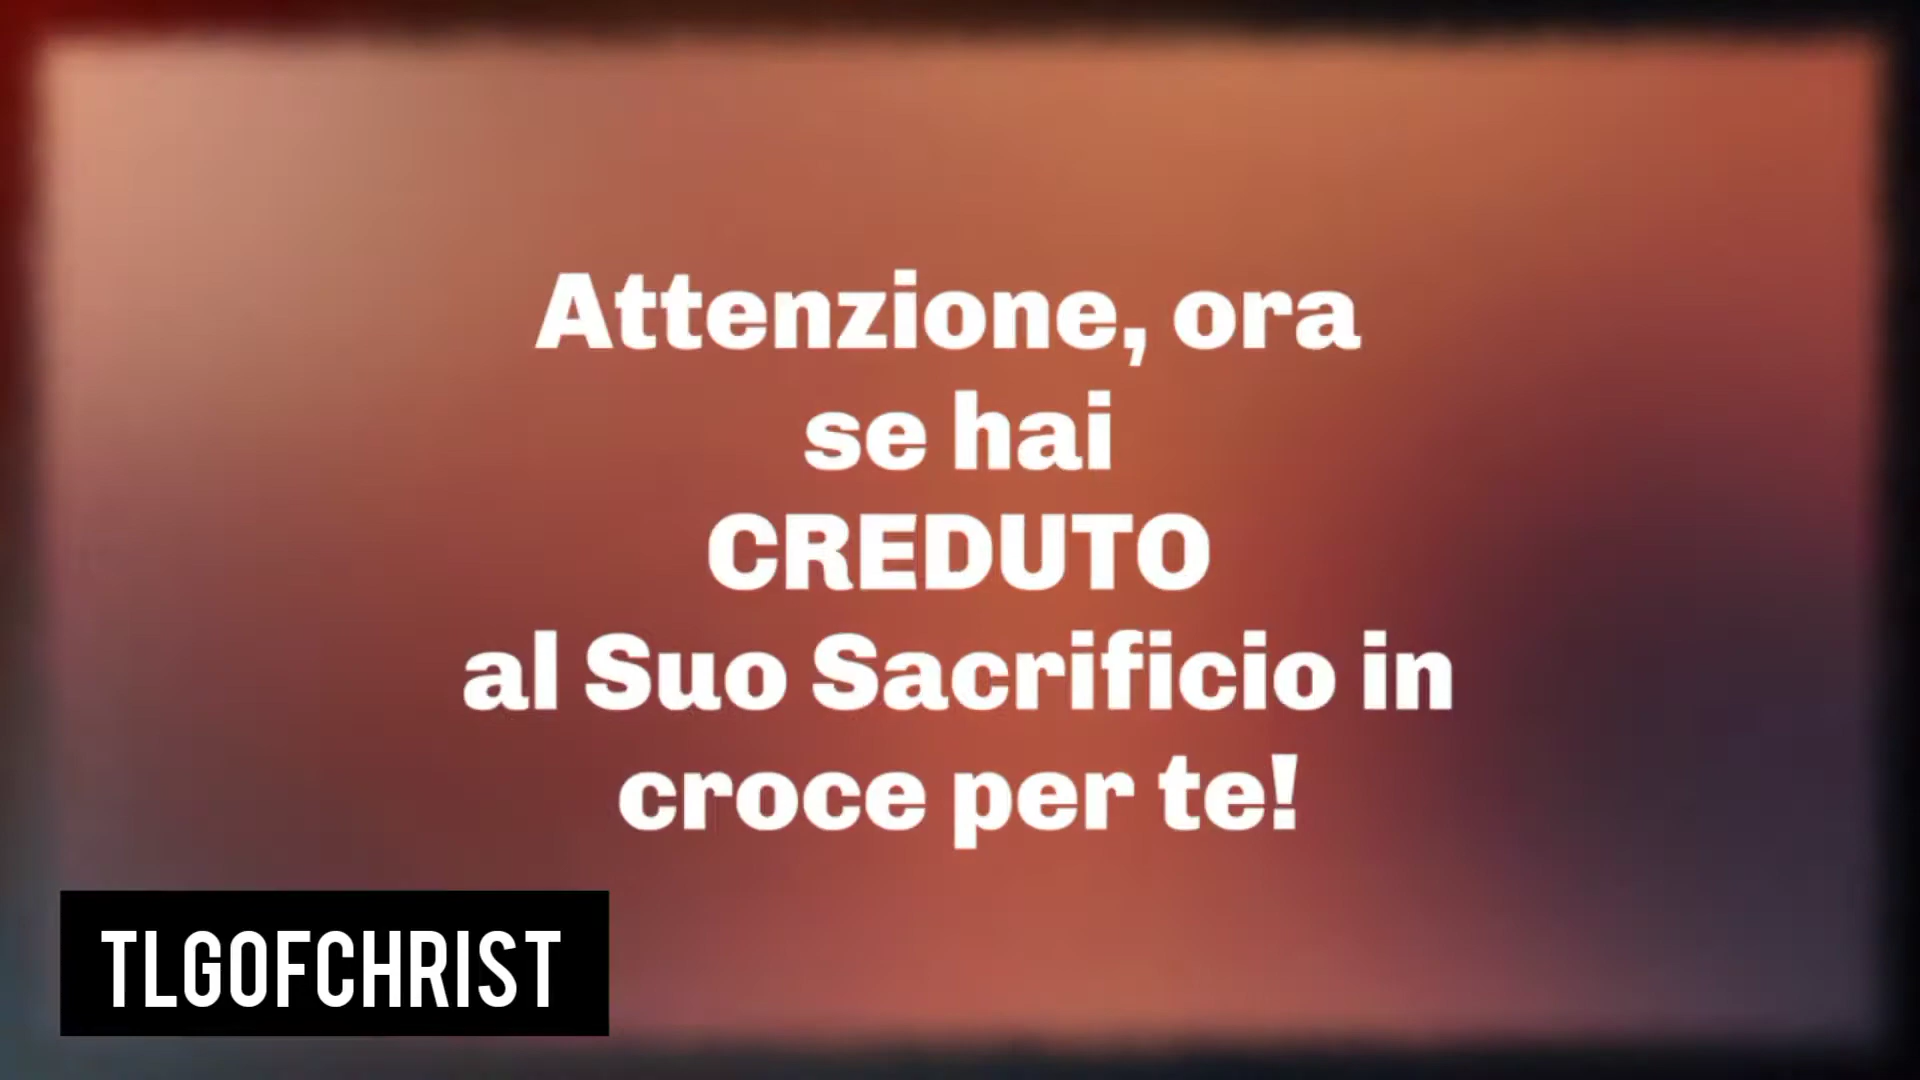 Attenzione, ora
se hai
CREDUTO
al Suo Sacrificio in
croce per te!
TLGOFCHRIST